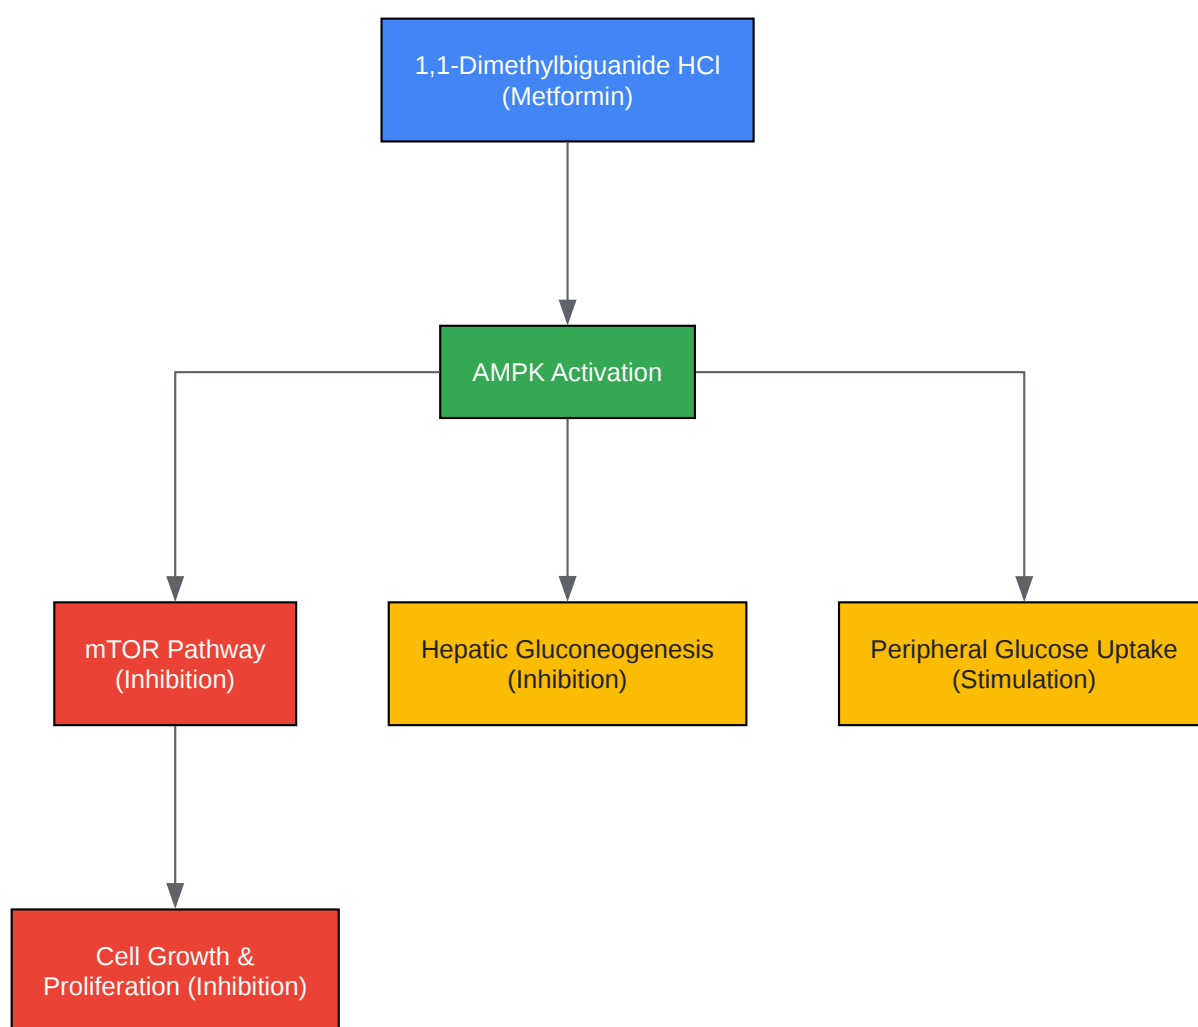 1,1-Dimethylbiguanide HCl
(Metformin)
AMPK Activation
mTOR Pathway
(Inhibition)
Hepatic Gluconeogenesis
(Inhibition)
Peripheral Glucose Uptake
(Stimulation)
Cell Growth &
Proliferation (Inhibition)